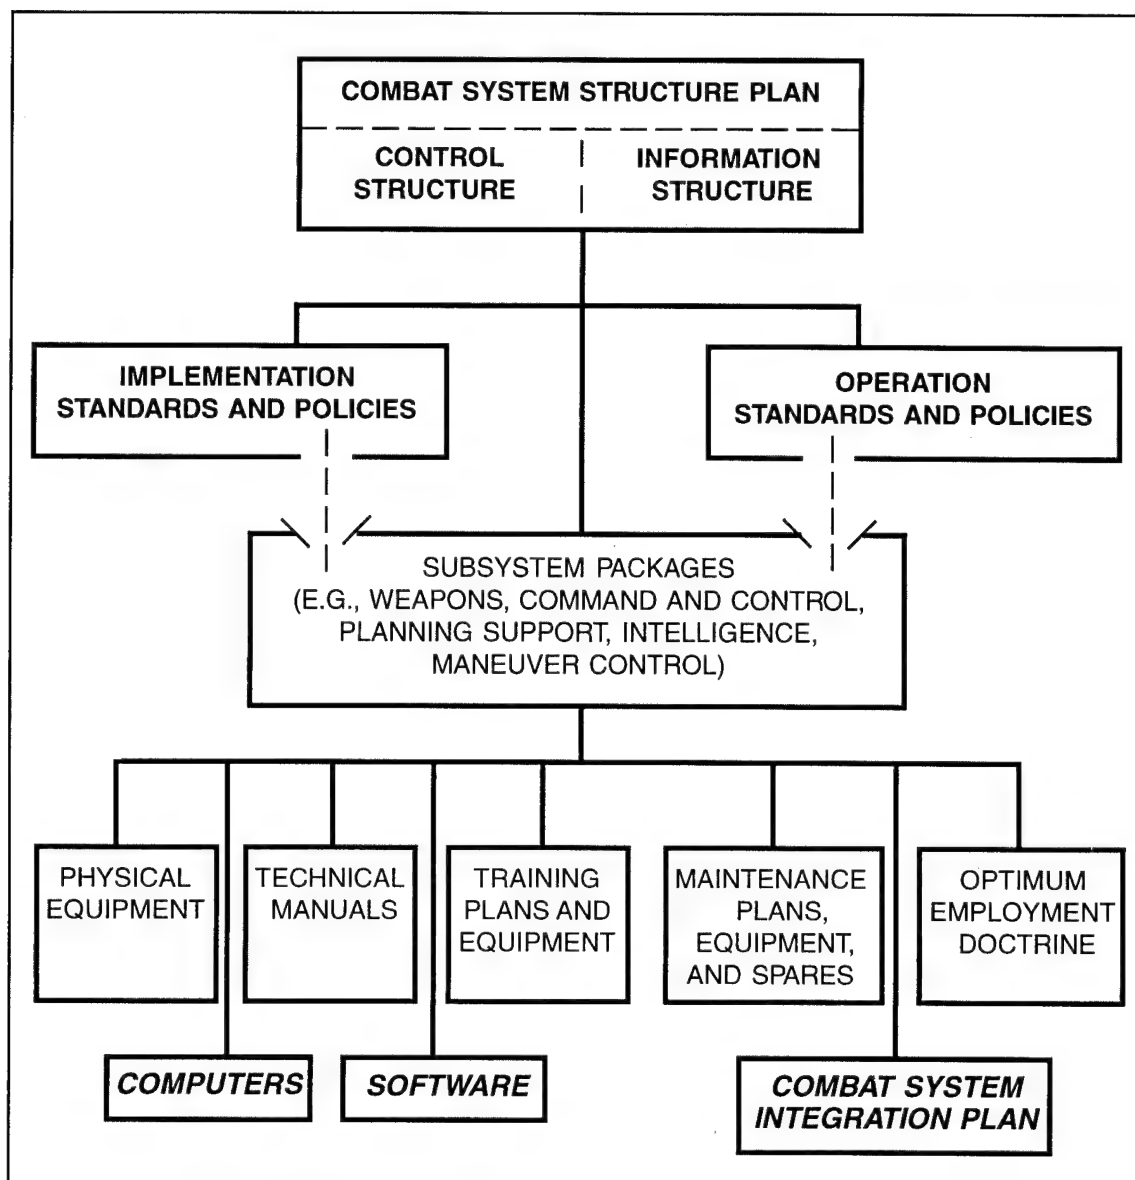 COMBAT SYSTEM STRUCTURE PLAN
CONTROL
STRUCTURE
INFORMATION
STRUCTURE
IMPLEMENTATION
STANDARDS AND POLICIES
OPERATION
STANDARDS AND POLICIES
SUBSYSTEM PACKAGES
(E.G., WEAPONS, COMMAND AND CONTROL,
PLANNING SUPPORT, INTELLIGENCE,
MANEUVER CONTROL)
PHYSICAL
EQUIPMENT
TECHNICAL
MANUALS
TRAINING
PLANS AND
EQUIPMENT
MAINTENANCE
PLANS,
EQUIPMENT,
AND SPARES
OPTIMUM
EMPLOYMENT
DOCTRINE
COMPUTERS
SOFTWARE
COMBAT SYSTEM
INTEGRATION PLAN